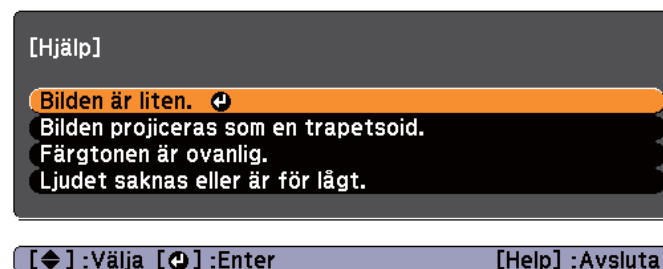 [Hjälp]
Bilden är liten.
Bilden projiceras som en trapetsoid.
Färgtonen är ovanlig.
Ljudet saknas eller är för lågt.
[◆] :Välja [↵] :Enter [Help] :Avsluta